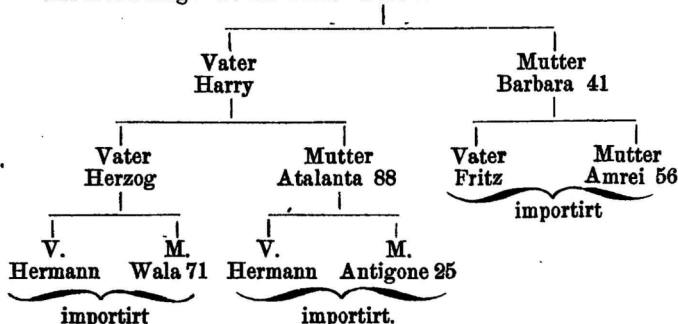 Vater Mutter
Harry Barbara 41
Vater Mutter Vater Mutter
Herzog Atalanta 88 Fritz Amrei 56
importirt
V. M. V. M.
Hermann Wala 71 Hermann Antigone 25
importirt importirt.